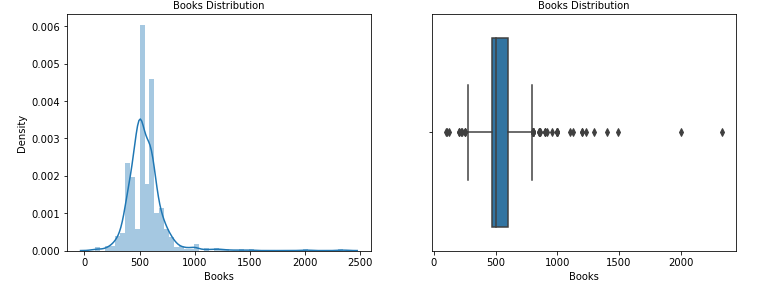 Books Distribution
0.006
0.005
0.004
0.003
0.002
0.001
0.000
Density
0 500 1000 1500 2000 2500
Books
Books Distribution
0 500 1000 1500 2000
Books